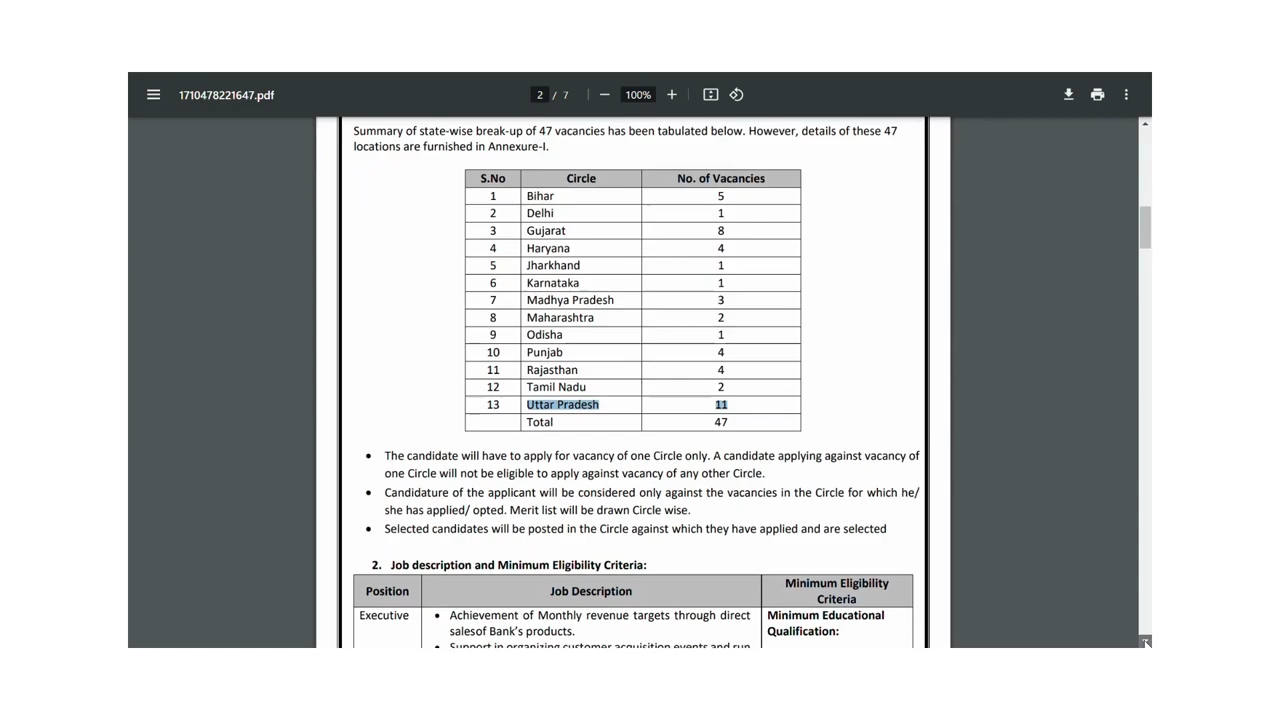 1710478221647.pdf
2 / 7
100%
Summary of state-wise break-up of 47 vacancies has been tabulated below. However, details of these 47
locations are furnished in Annexure-I.
S.No Circle No. of Vacancies
1 Bihar 5
2 Delhi 1
3 Gujarat 8
4 Haryana 4
5 Jharkhand 1
6 Karnataka 1
7 Madhya Pradesh 3
8 Maharashtra 2
9 Odisha 1
10 Punjab 4
11 Rajasthan 4
12 Tamil Nadu 2
13 Uttar Pradesh 11
Total 47
• The candidate will have to apply for vacancy of one Circle only. A candidate applying against vacancy of
one Circle will not be eligible to apply against vacancy of any other Circle.
• Candidature of the applicant will be considered only against the vacancies in the Circle for which he/
she has applied/ opted. Merit list will be drawn Circle wise.
• Selected candidates will be posted in the Circle against which they have applied and are selected
2. Job description and Minimum Eligibility Criteria:
Position Job Description Minimum Eligibility
Criteria
Executive • Achievement of Monthly revenue targets through direct Minimum Educational
salesof Bank's products. Qualification:
• Support in organizing customer acquisition events and run